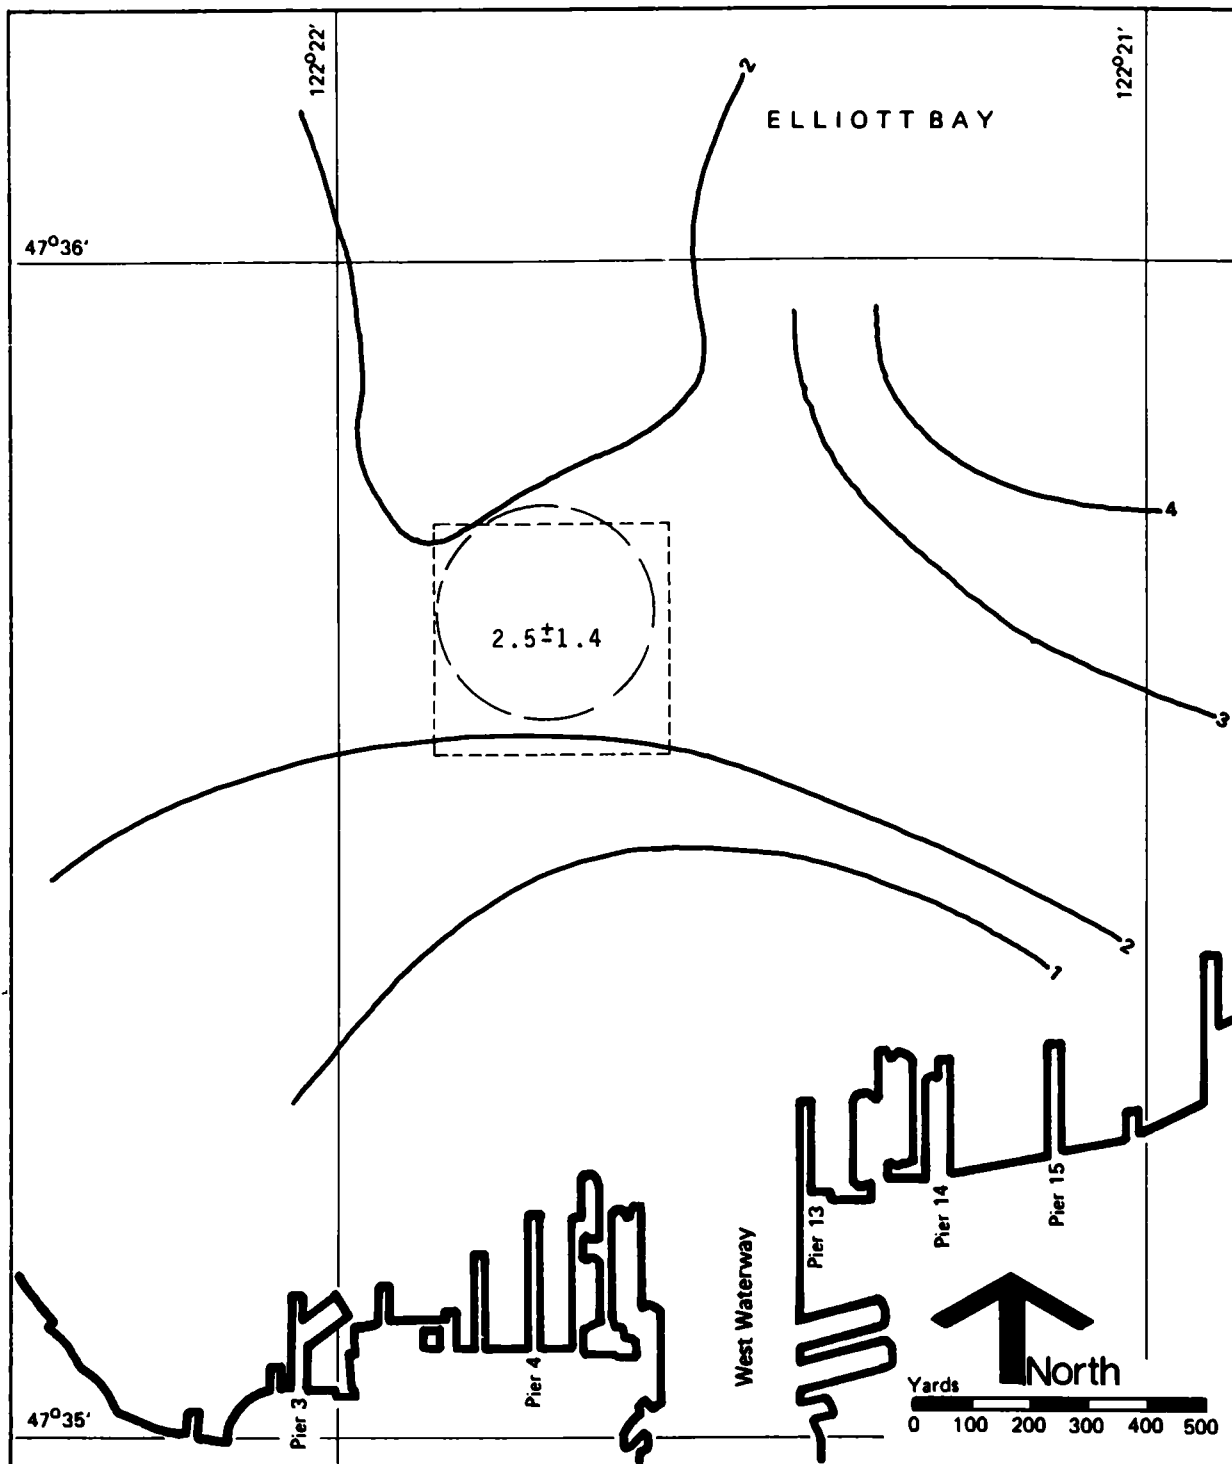 122°22'
122°21'
2
ELLIOTT BAY
47°36'
4
2.5±1.4
3
2
1
Pier 15
Pier 14
Pier 13
West Waterway
Pier 4
Pier 3
North
Yards
0 100 200 300 400 500
47°35'